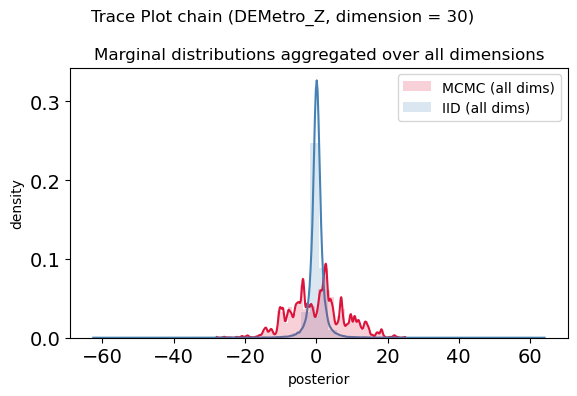 Trace Plot chain (DEMetro_Z, dimension = 30)
Marginal distributions aggregated over all dimensions
MCMC (all dims)
IID (all dims)
density
0.3
0.2
0.1
0.0
−60
−40
−20
0
20
40
60
posterior